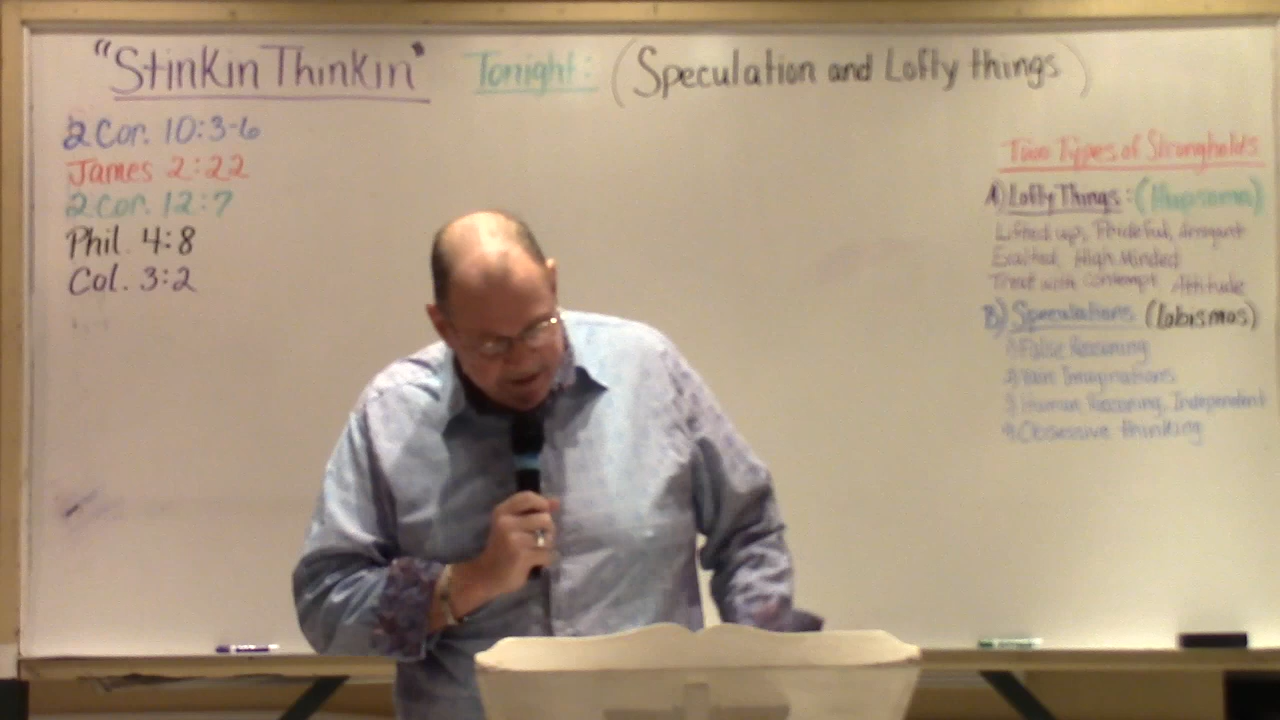 "Stinkin Thinkin" Tonight: (Speculation and Lofty things)
2 Cor. 10:3-6
James 2:22
2 Cor. 12:7
Phil. 4:8
Col. 3:2
Two Types of Strongholds
A) Lofty Things: (Hupsoma)
Lifted up, Prideful, Arrogant
Exalted, High Minded
Treat with contempt Attitude
B) Speculations (lobismos)
1) False Reasoning
2) Vain Imaginations
3) Human Reasoning, Independent
4) Obsessive thinking